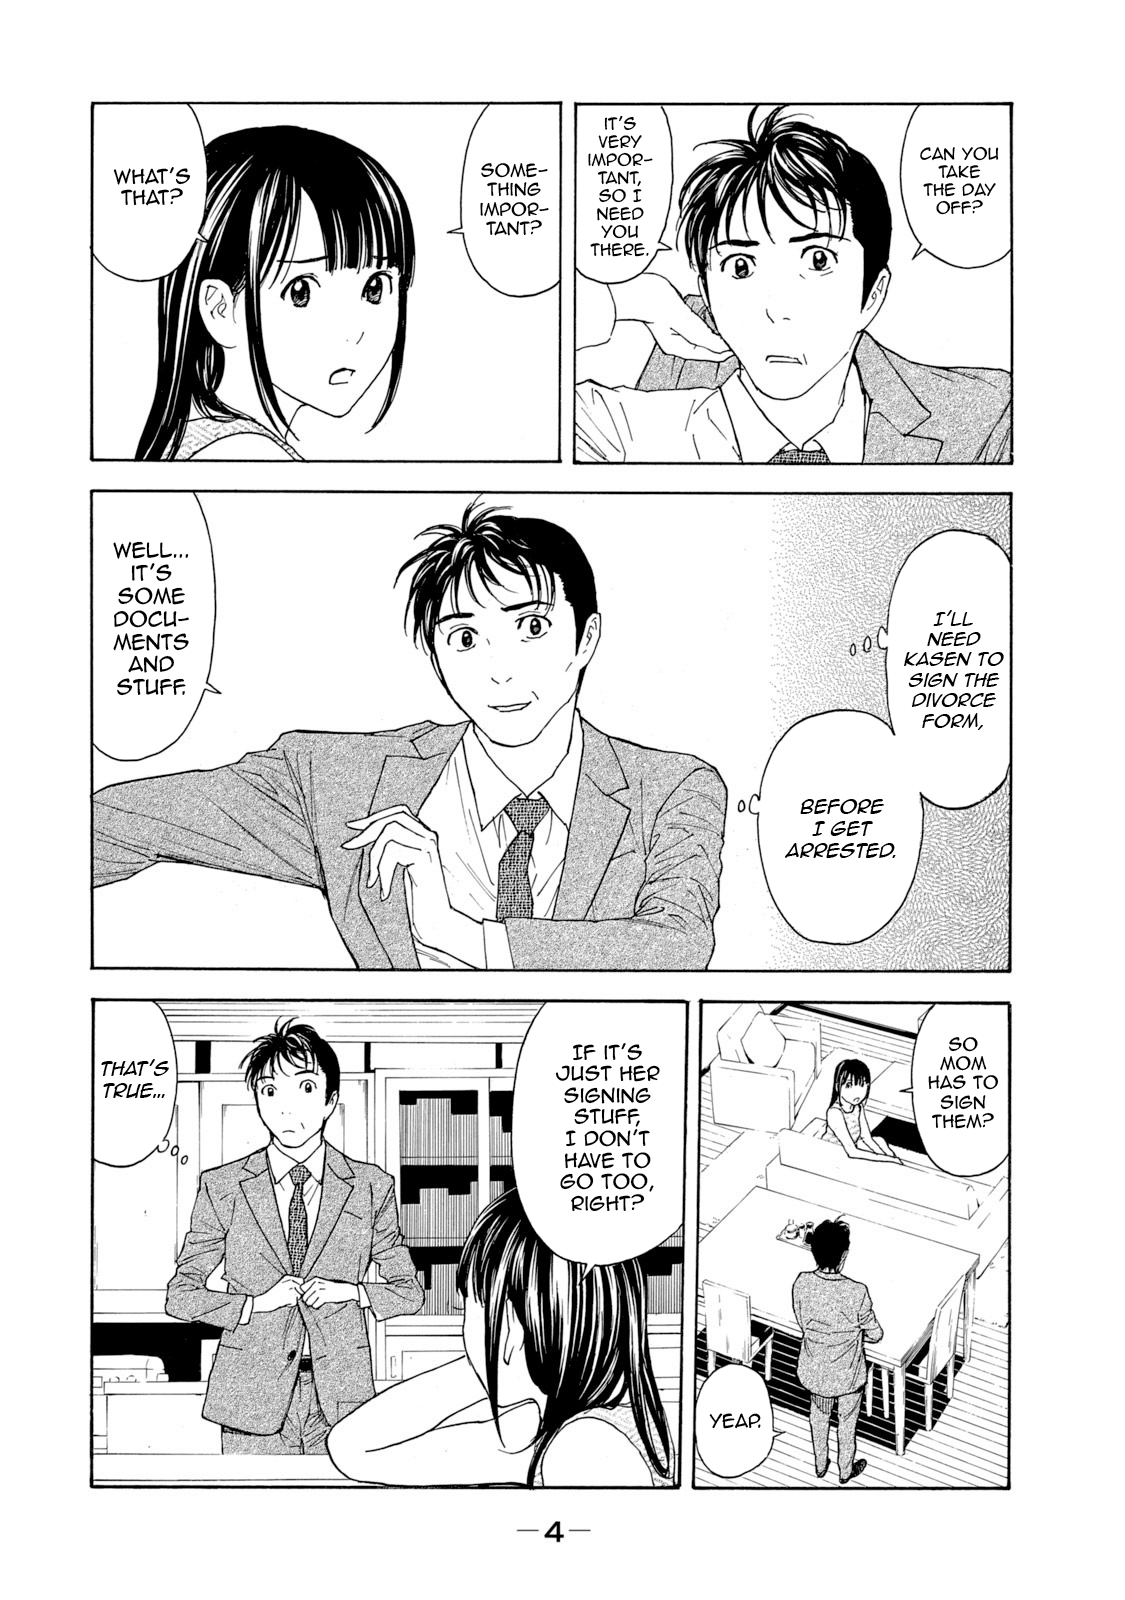 CAN YOU
TAKE
THE DAY
OFF?
IT'S
VERY
IMPOR-
TANT,
SO I
NEED
YOU
THERE.
SOME-
THING
IMPOR-
TANT?
WHAT'S
THAT?
I'LL
NEED
KASEN TO
SIGN THE
DIVORCE
FORM,
BEFORE
I GET
ARRESTED.
WELL...
IT'S
SOME
DOCU-
MENTS
AND
STUFF.
SO
MOM
HAS TO
SIGN
THEM?
YEAP.
IF IT'S
JUST HER
SIGNING
STUFF,
I DON'T
HAVE TO
GO TOO,
RIGHT?
THAT'S
TRUE...
—4—